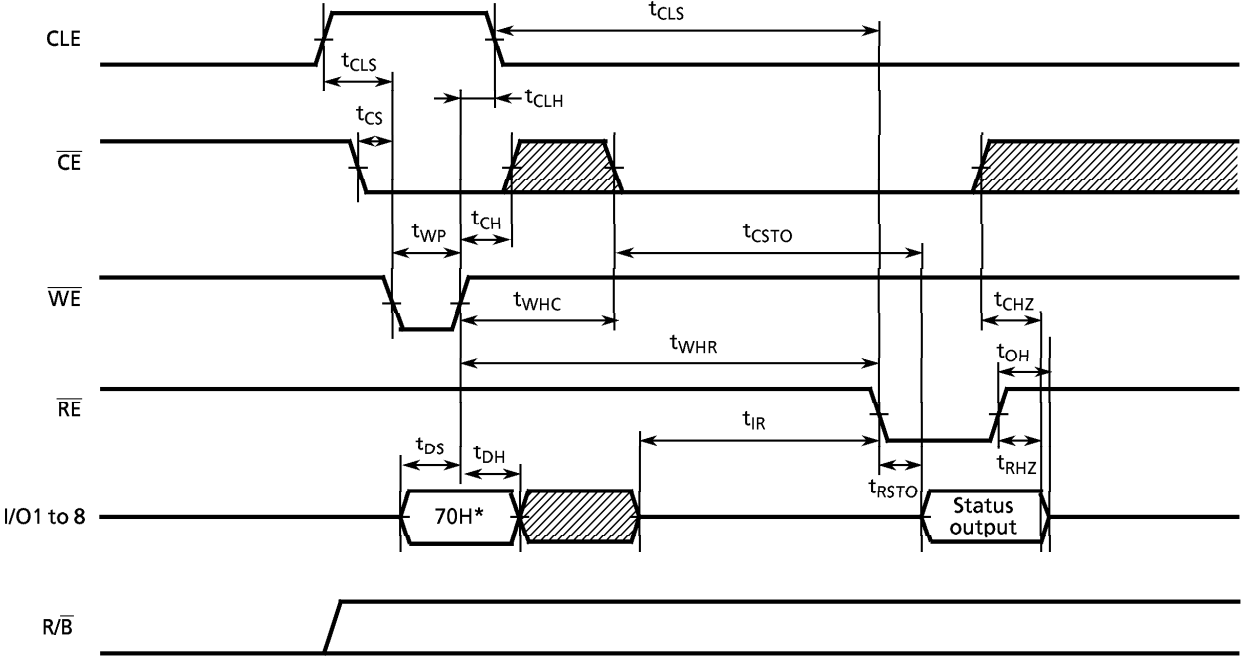 tCLS
CLE
tCLS
tCLH
tCS
CE
tCH
tWP
tCSTO
WE
tWHC
tCHZ
tWHR
tOH
RE
tIR
tDS
tDH
tRHZ
tRSTO
I/O1 to 8
70H*
Status
output
R/B